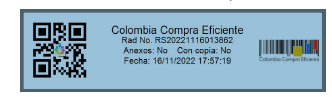 Colombia Compra Eficiente
Rad No. RS20221116013862
Anexos: No Con copia: No
Fecha: 16/11/2022 17:57:19
Colombia Compra Eficiente